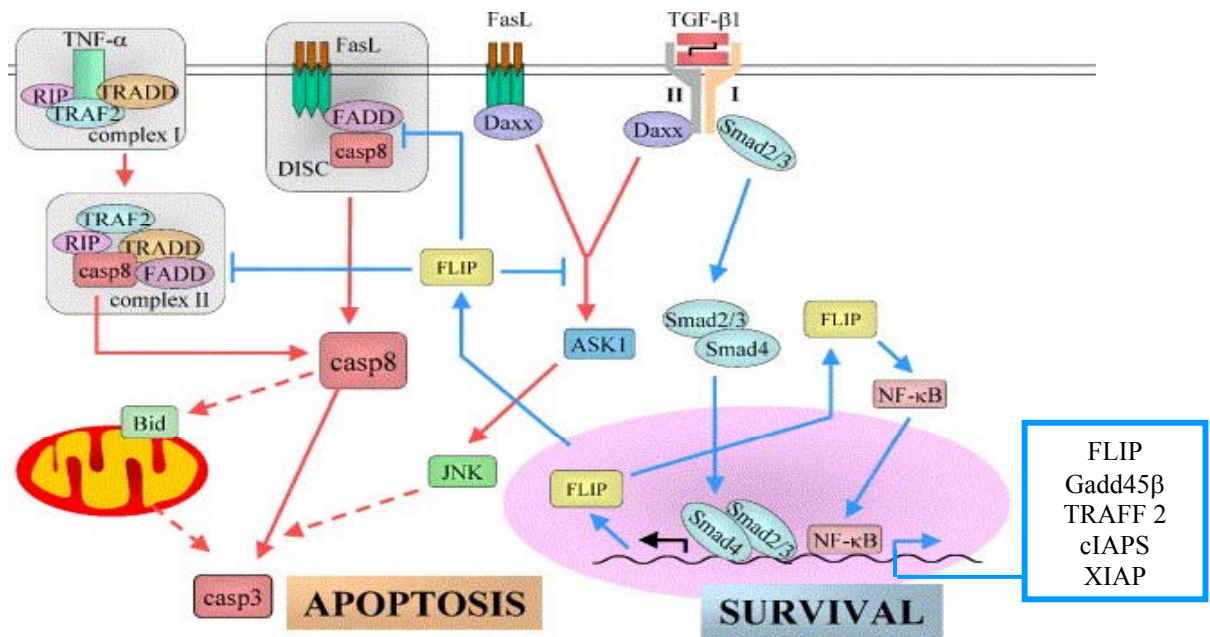 TNF-α
RIP
TRADD
TRAF2
complex I
FasL
FADD
casp8
DISC
FasL
Daxx
TGF-β1
II
I
Daxx
Smad2/3
TRAF2
RIP
TRADD
casp8
FADD
complex II
FLIP
casp8
ASK1
Smad2/3
Smad4
FLIP
NF-κB
Bid
JNK
FLIP
Smad4
Smad2/3
NF-κB
casp3
APOPTOSIS
SURVIVAL
FLIP
Gadd45β
TRAFF 2
cIAPS
XIAP